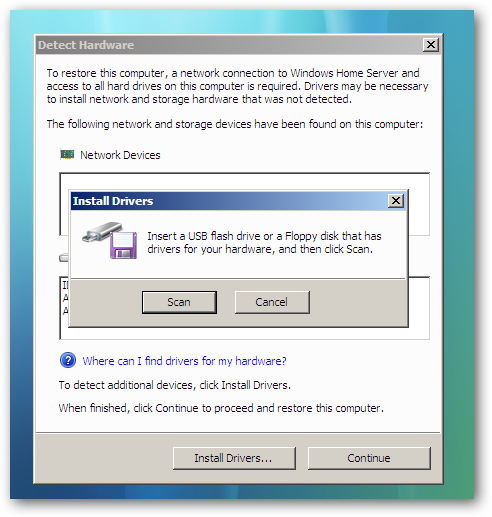 Detect Hardware
To restore this computer, a network connection to Windows Home Server and
access to all hard drives on this computer is required. Drivers may be necessary
to install network and storage hardware that was not detected.
The following network and storage devices have been found on this computer:
Network Devices
Install Drivers
Insert a USB flash drive or a Floppy disk that has
drivers for your hardware, and then click Scan.
Scan Cancel
Where can I find drivers for my hardware?
To detect additional devices, click Install Drivers.
When finished, click Continue to proceed and restore this computer.
Install Drivers... Continue